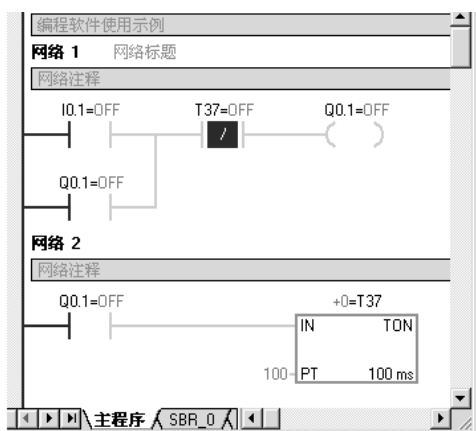 编程软件使用示例
网络 1 网络标题
网络注释
I0.1=OFF T37=OFF Q0.1=OFF
/
Q0.1=OFF
网络 2
网络注释
Q0.1=OFF +0=T37
IN TON
100 PT 100 ms
主程序 SBR_0